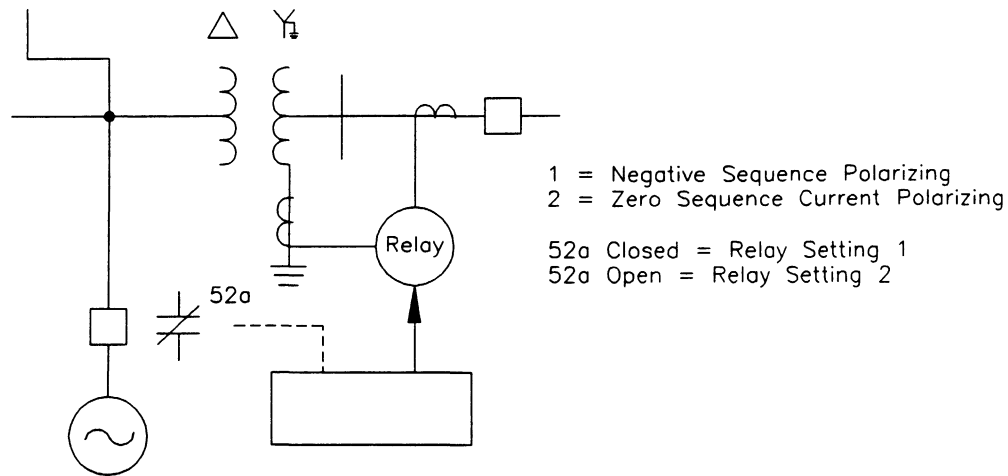 1 = Negative Sequence Polarizing
2 = Zero Sequence Current Polarizing
Relay
52a Closed = Relay Setting 1
52a Open = Relay Setting 2
52a